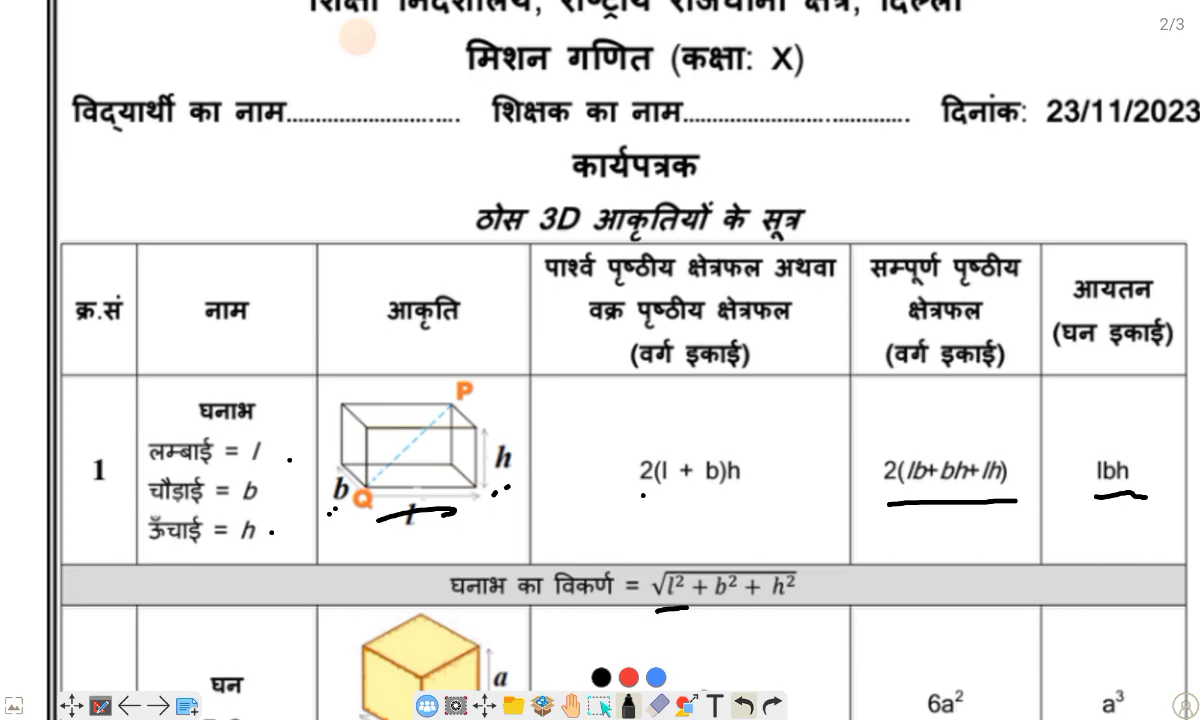 2/3
शिक्षा निदेशालय, राष्ट्रीय राजधानी क्षेत्र, दिल्ली
मिशन गणित (कक्षा: X)
विद्यार्थी का नाम............................. शिक्षक का नाम....................................... दिनांक: 23/11/2023
कार्यपत्रक
ठोस 3D आकृतियों के सूत्र
क्र.सं
नाम
आकृति
पार्श्व पृष्ठीय क्षेत्रफल अथवा
वक्र पृष्ठीय क्षेत्रफल
(वर्ग इकाई)
सम्पूर्ण पृष्ठीय
क्षेत्रफल
(वर्ग इकाई)
आयतन
(घन इकाई)
1
घनाभ
लम्बाई = l
चौड़ाई = b
ऊँचाई = h
P
h
b
Q
l
2(l + b)h
2(lb+bh+lh)
lbh
घनाभ का विकर्ण = √l² + b² + h²
घन
a
6a²
a³
T